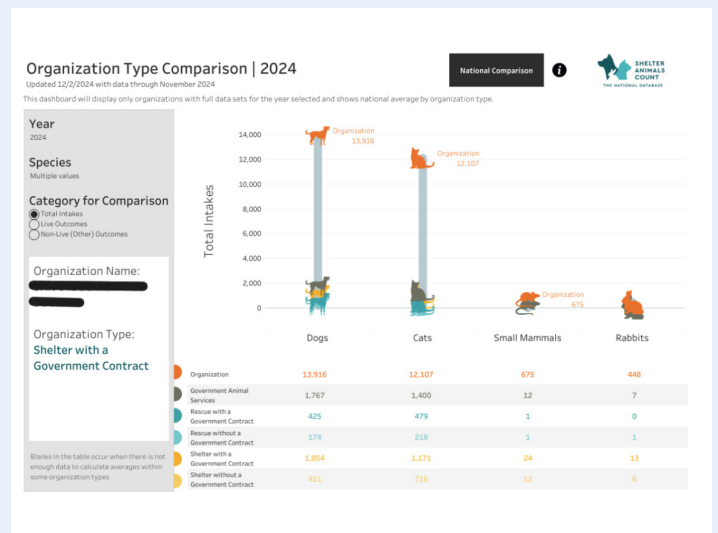 Organization Type Comparison | 2024
Updated 12/2/2024 with data through November 2024
This dashboard will display only organizations with full data sets for the year selected and shows national average by organization type.
National Comparison
i
SHELTER
ANIMALS
COUNT
THE NATIONAL DATABASE
Year
2024
Species
Multiple values
Category for Comparison
Total Intakes
Live Outcomes
Non-Live (Other) Outcomes
Organization Name:
Organization Type:
Shelter with a
Government Contract
Blanks in the table occur when there is not
enough data to calculate averages within
some organization types
Total Intakes
14,000
12,000
10,000
8,000
6,000
4,000
2,000
0
Organization
13,916
Organization
12,107
Organization
675
Dogs Cats Small Mammals Rabbits
Organization 13,916 12,107 675 448
Government Animal
Services 1,767 1,400 12 7
Rescue with a
Government Contract 425 479 1 0
Rescue without a
Government Contract 174 218 1 1
Shelter with a
Government Contract 1,054 1,171 24 13
Shelter without a
Government Contract 421 716 12 6